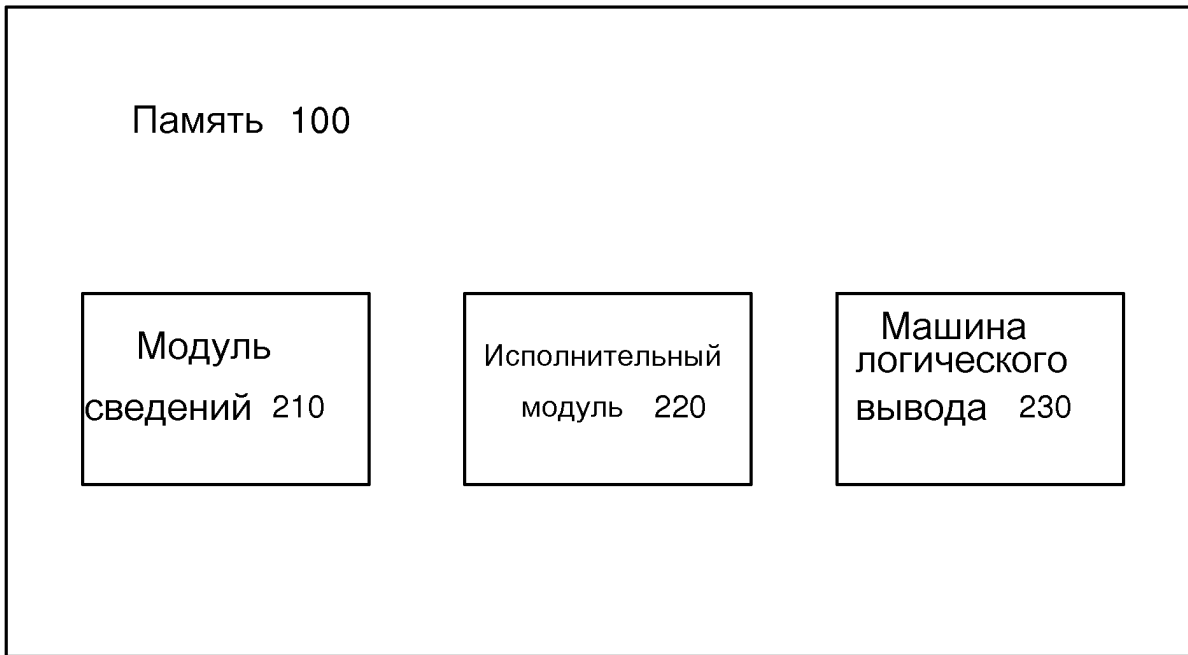 Память 100
Модуль
сведений 210
Исполнительный
модуль 220
Машина
логического
вывода 230